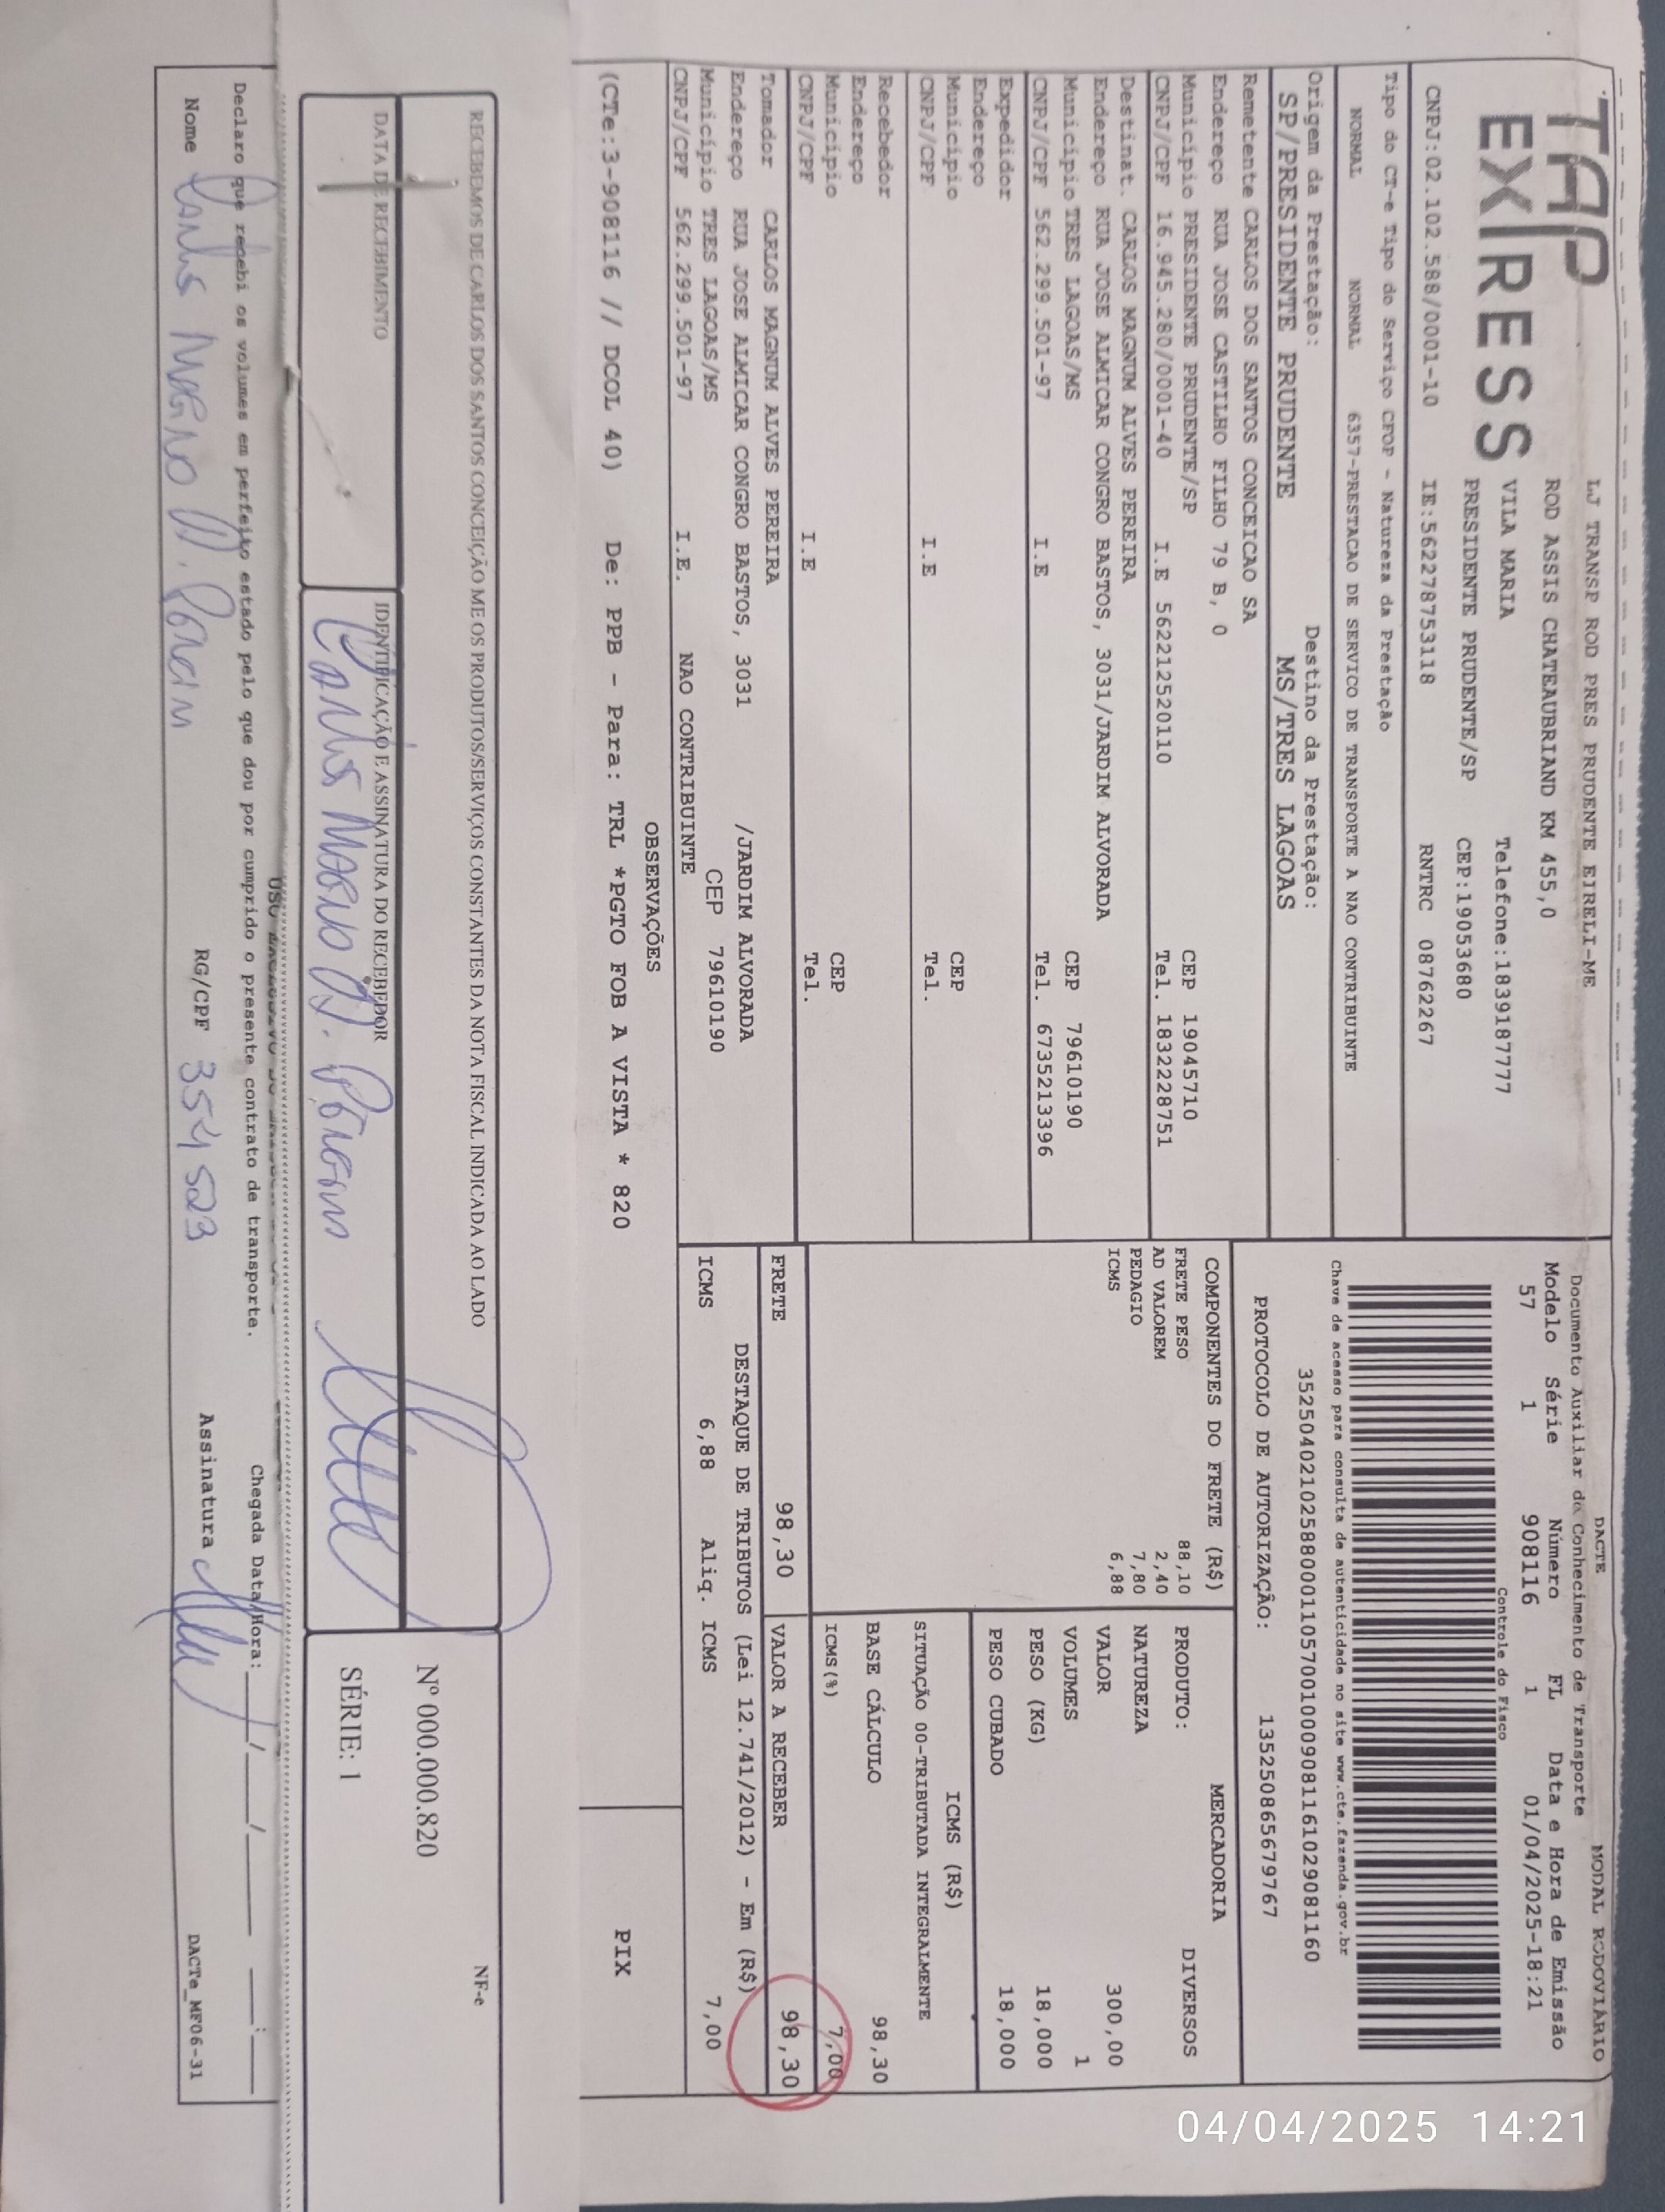 TAP
EXPRESS
LJ TRANSP ROD PRES PRUDENTE EIRELI-ME
ROD ASSIS CHATEAUBRIAND KM 455,0
VILA MARIA Telefone:1839187777
PRESIDENTE PRUDENTE/SP CEP:19053680
CNPJ:02.102.588/0001-10 IE:562278753118 RNTRC 08762267
DACTE MODAL RODOVIÁRIO
Documento Auxiliar do Conhecimento de Transporte
Modelo Série Número FL Data e Hora de Emissão
57 1 908116 1 01/04/2025-18:21
Controle do Fisco
Tipo do CT-e Tipo do Serviço CFOP - Natureza da Prestação
NORMAL NORMAL 6357-PRESTACAO DE SERVICO DE TRANSPORTE A NAO CONTRIBUINTE
Chave de acesso para consulta de autenticidade no site www.cte.fazenda.gov.br
35250402102588000110570010009081161029081160
PROTOCOLO DE AUTORIZAÇÃO: 135250865679767
Origem da Prestação: Destino da Prestação:
SP/PRESIDENTE PRUDENTE MS/TRES LAGOAS
Remetente CARLOS DOS SANTOS CONCEICAO SA
Endereço RUA JOSE CASTILHO FILHO 79 B, 0
Município PRESIDENTE PRUDENTE/SP CEP 19045710
CNPJ/CPF 16.945.280/0001-40 I.E 562212520110 Tel. 1832228751
Destinat. CARLOS MAGNUM ALVES PEREIRA
Endereço RUA JOSE ALMICAR CONGRO BASTOS, 3031/JARDIM ALVORADA
Município TRES LAGOAS/MS CEP 79610190
CNPJ/CPF 562.299.501-97 I.E Tel. 6735213396
Expedidor
Endereço
Município CEP
CNPJ/CPF I.E Tel.
Recebedor
Endereço
Município CEP
CNPJ/CPF I.E Tel.
Tomador CARLOS MAGNUM ALVES PEREIRA
Endereço RUA JOSE ALMICAR CONGRO BASTOS, 3031 /JARDIM ALVORADA
Município TRES LAGOAS/MS CEP 79610190
CNPJ/CPF 562.299.501-97 I.E. NAO CONTRIBUINTE
COMPONENTES DO FRETE (R$)
FRETE PESO 88,10
AD VALOREM 2,40
PEDAGIO 7,80
ICMS 6,88
MERCADORIA
PRODUTO: DIVERSOS
NATUREZA
VALOR 300,00
VOLUMES 1
PESO (KG) 18,000
PESO CUBADO 18,000
ICMS (R$)
SITUAÇÃO 00-TRIBUTADA INTEGRALMENTE
BASE CÁLCULO 98,30
ICMS(%) 7,00
FRETE 98,30 VALOR A RECEBER 98,30
DESTAQUE DE TRIBUTOS (Lei 12.741/2012) - Em (R$)
ICMS 6,88 Aliq. ICMS 7,00
OBSERVAÇÕES
(CTe:3-908116 // DCOL 40) De: PPB - Para: TRL *PGTO FOB A VISTA * 820
PIX
RECEBEMOS DE CARLOS DOS SANTOS CONCEIÇÃO ME OS PRODUTOS/SERVIÇOS CONSTANTES DA NOTA FISCAL INDICADA AO LADO
NF-e
Nº 000.000.820
SÉRIE: 1
DATA DE RECEBIMENTO
IDENTIFICAÇÃO E ASSINATURA DO RECEBEDOR
Carlos Magno
USO
Declaro que recebi os volumes em perfeito estado pelo que dou por cumprido o presente contrato de transporte.
Chegada Data/Hora: ___/___/___ __:__
Nome Carlos Magno RG/CPF 354523 Assinatura
DACTe_MF06-31
04/04/2025 14:21